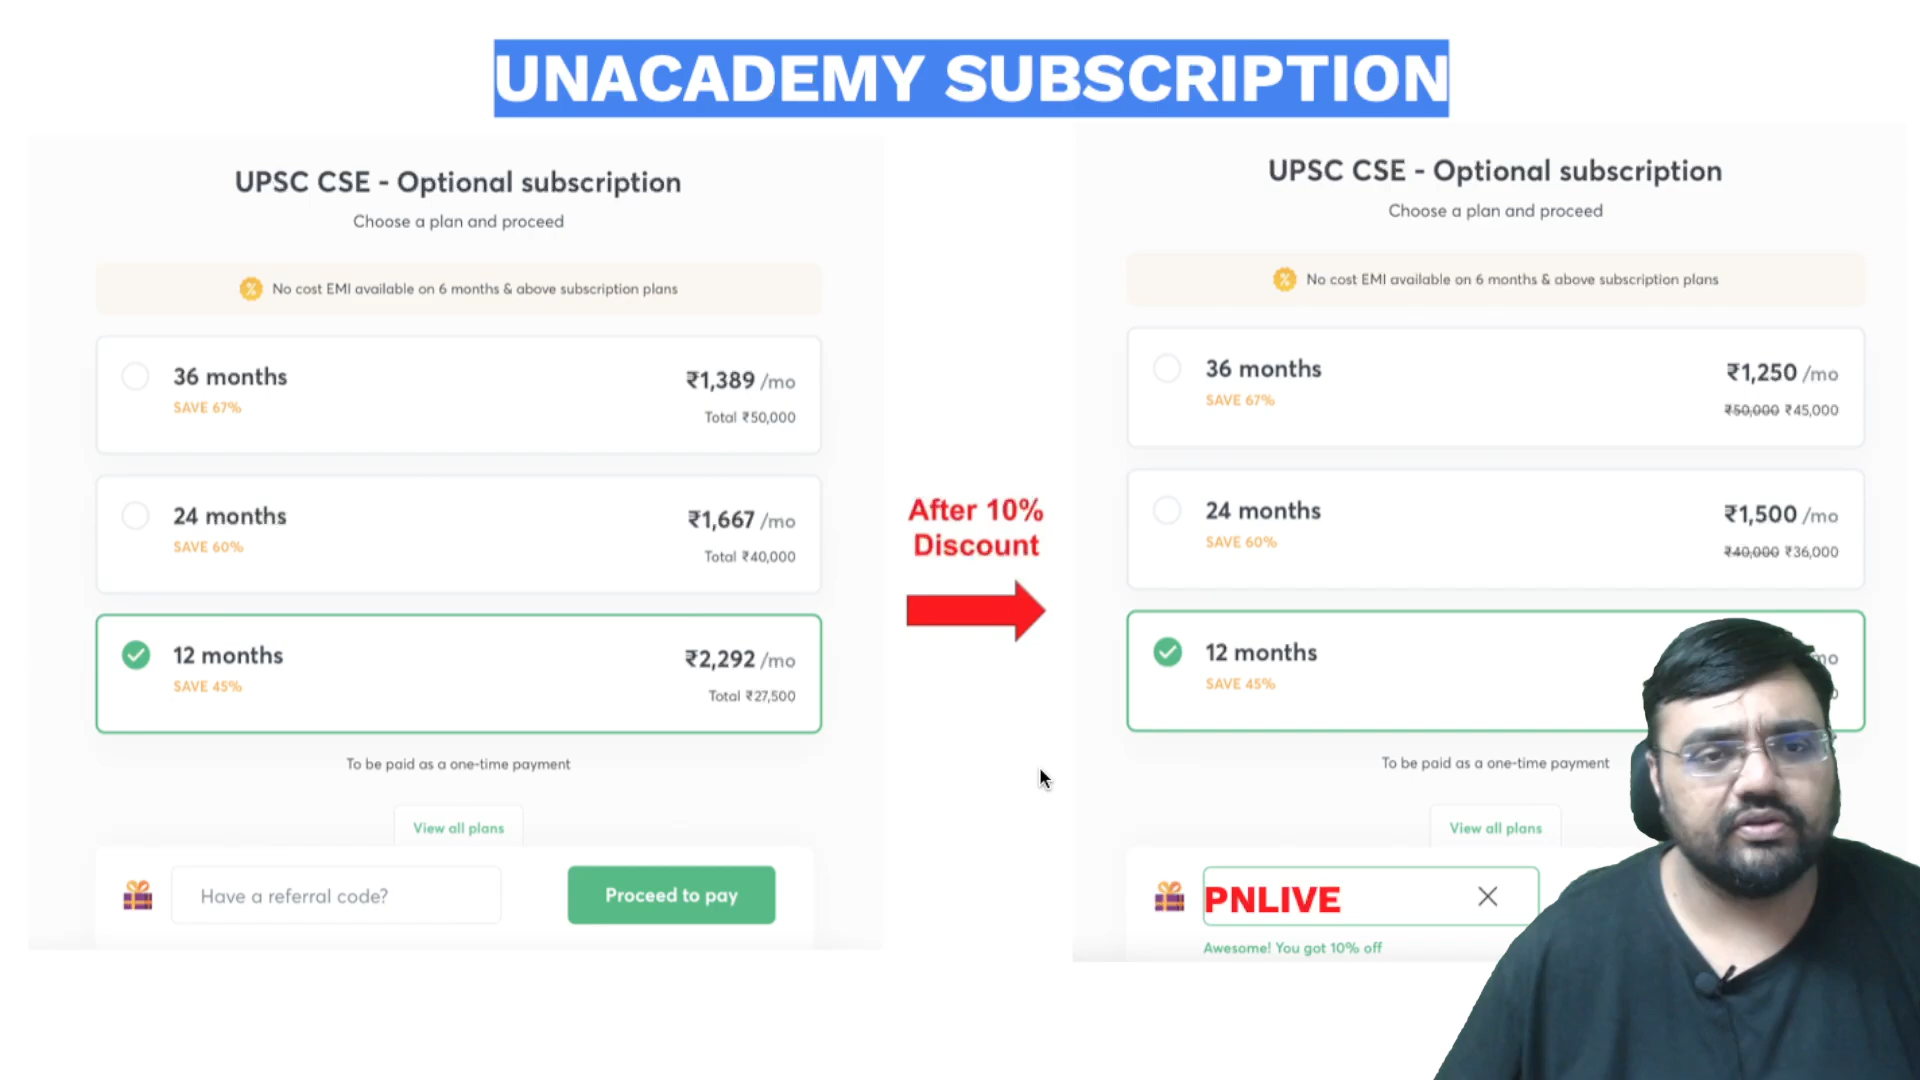 UNACADEMY SUBSCRIPTION
UPSC CSE - Optional subscription
Choose a plan and proceed
No cost EMI available on 6 months & above subscription plans
36 months
₹1,389 /mo
SAVE 67%
Total ₹50,000
24 months
₹1,667 /mo
SAVE 60%
Total ₹40,000
12 months
₹2,292 /mo
SAVE 45%
Total ₹27,500
To be paid as a one-time payment
View all plans
Have a referral code?
Proceed to pay
After 10%
Discount
UPSC CSE - Optional subscription
Choose a plan and proceed
No cost EMI available on 6 months & above subscription plans
36 months
₹1,250 /mo
SAVE 67%
₹50,000 ₹45,000
24 months
₹1,500 /mo
SAVE 60%
₹40,000 ₹36,000
12 months
SAVE 45%
To be paid as a one-time payment
View all plans
PNLIVE
Awesome! You got 10% off